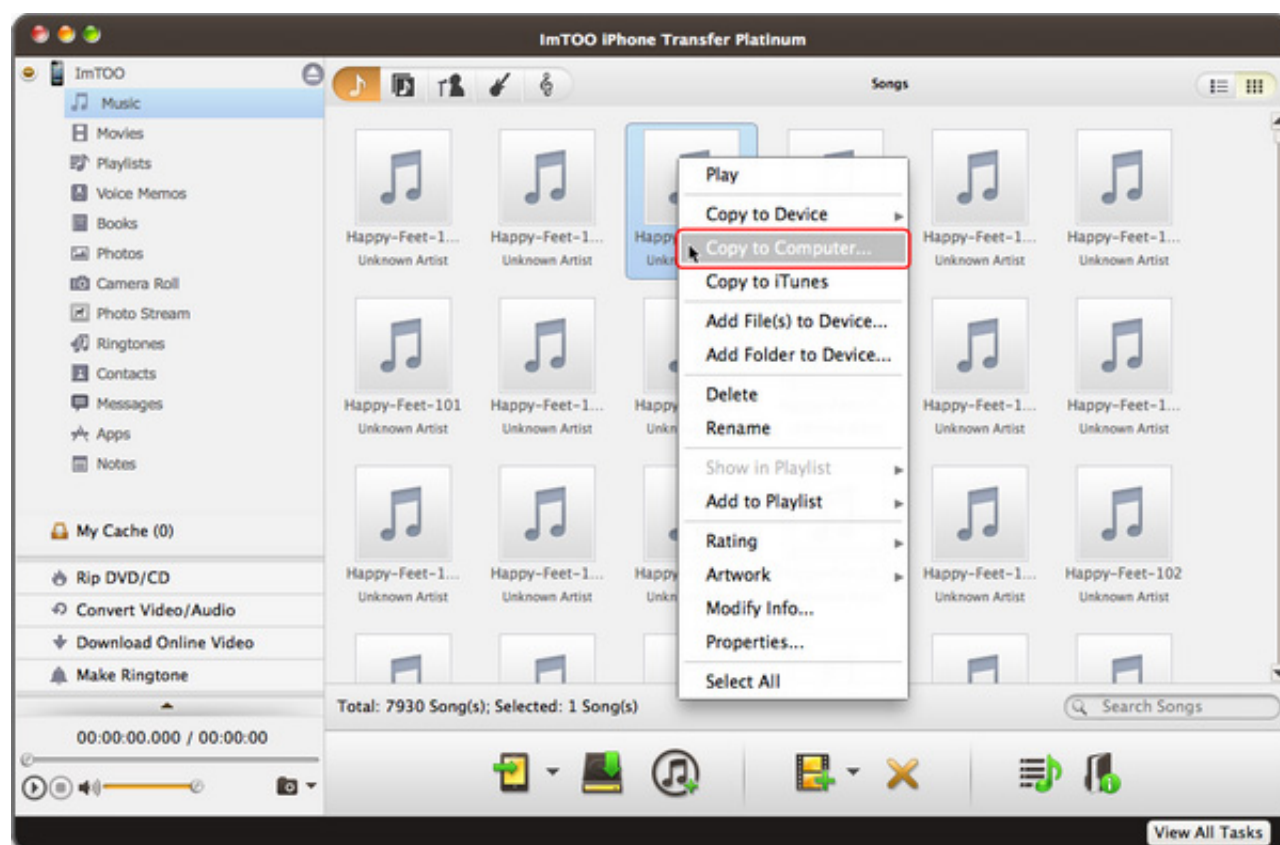 ImTOO iPhone Transfer Platinum
ImTOO
Music
Movies
Playlists
Voice Memos
Books
Photos
Camera Roll
Photo Stream
Ringtones
Contacts
Messages
Apps
Notes
My Cache (0)
Rip DVD/CD
Convert Video/Audio
Download Online Video
Make Ringtone
00:00:00.000 / 00:00:00
Songs
Happy-Feet-1... Happy-Feet-1... Happy Happy-Feet-1... Happy-Feet-1...
Unknown Artist Unknown Artist Unknown Artist Unknown Artist
Happy-Feet-101 Happy-Feet-1... Happy Happy-Feet-1... Happy-Feet-1...
Unknown Artist Unknown Artist Unknown Artist Unknown Artist
Happy-Feet-1... Happy-Feet-1... Happy Happy-Feet-1... Happy-Feet-102
Unknown Artist Unknown Artist Unknown Artist Unknown Artist
Play
Copy to Device
Copy to Computer...
Copy to iTunes
Add File(s) to Device...
Add Folder to Device...
Delete
Rename
Show in Playlist
Add to Playlist
Rating
Artwork
Modify Info...
Properties...
Select All
Total: 7930 Song(s); Selected: 1 Song(s)
Search Songs
View All Tasks